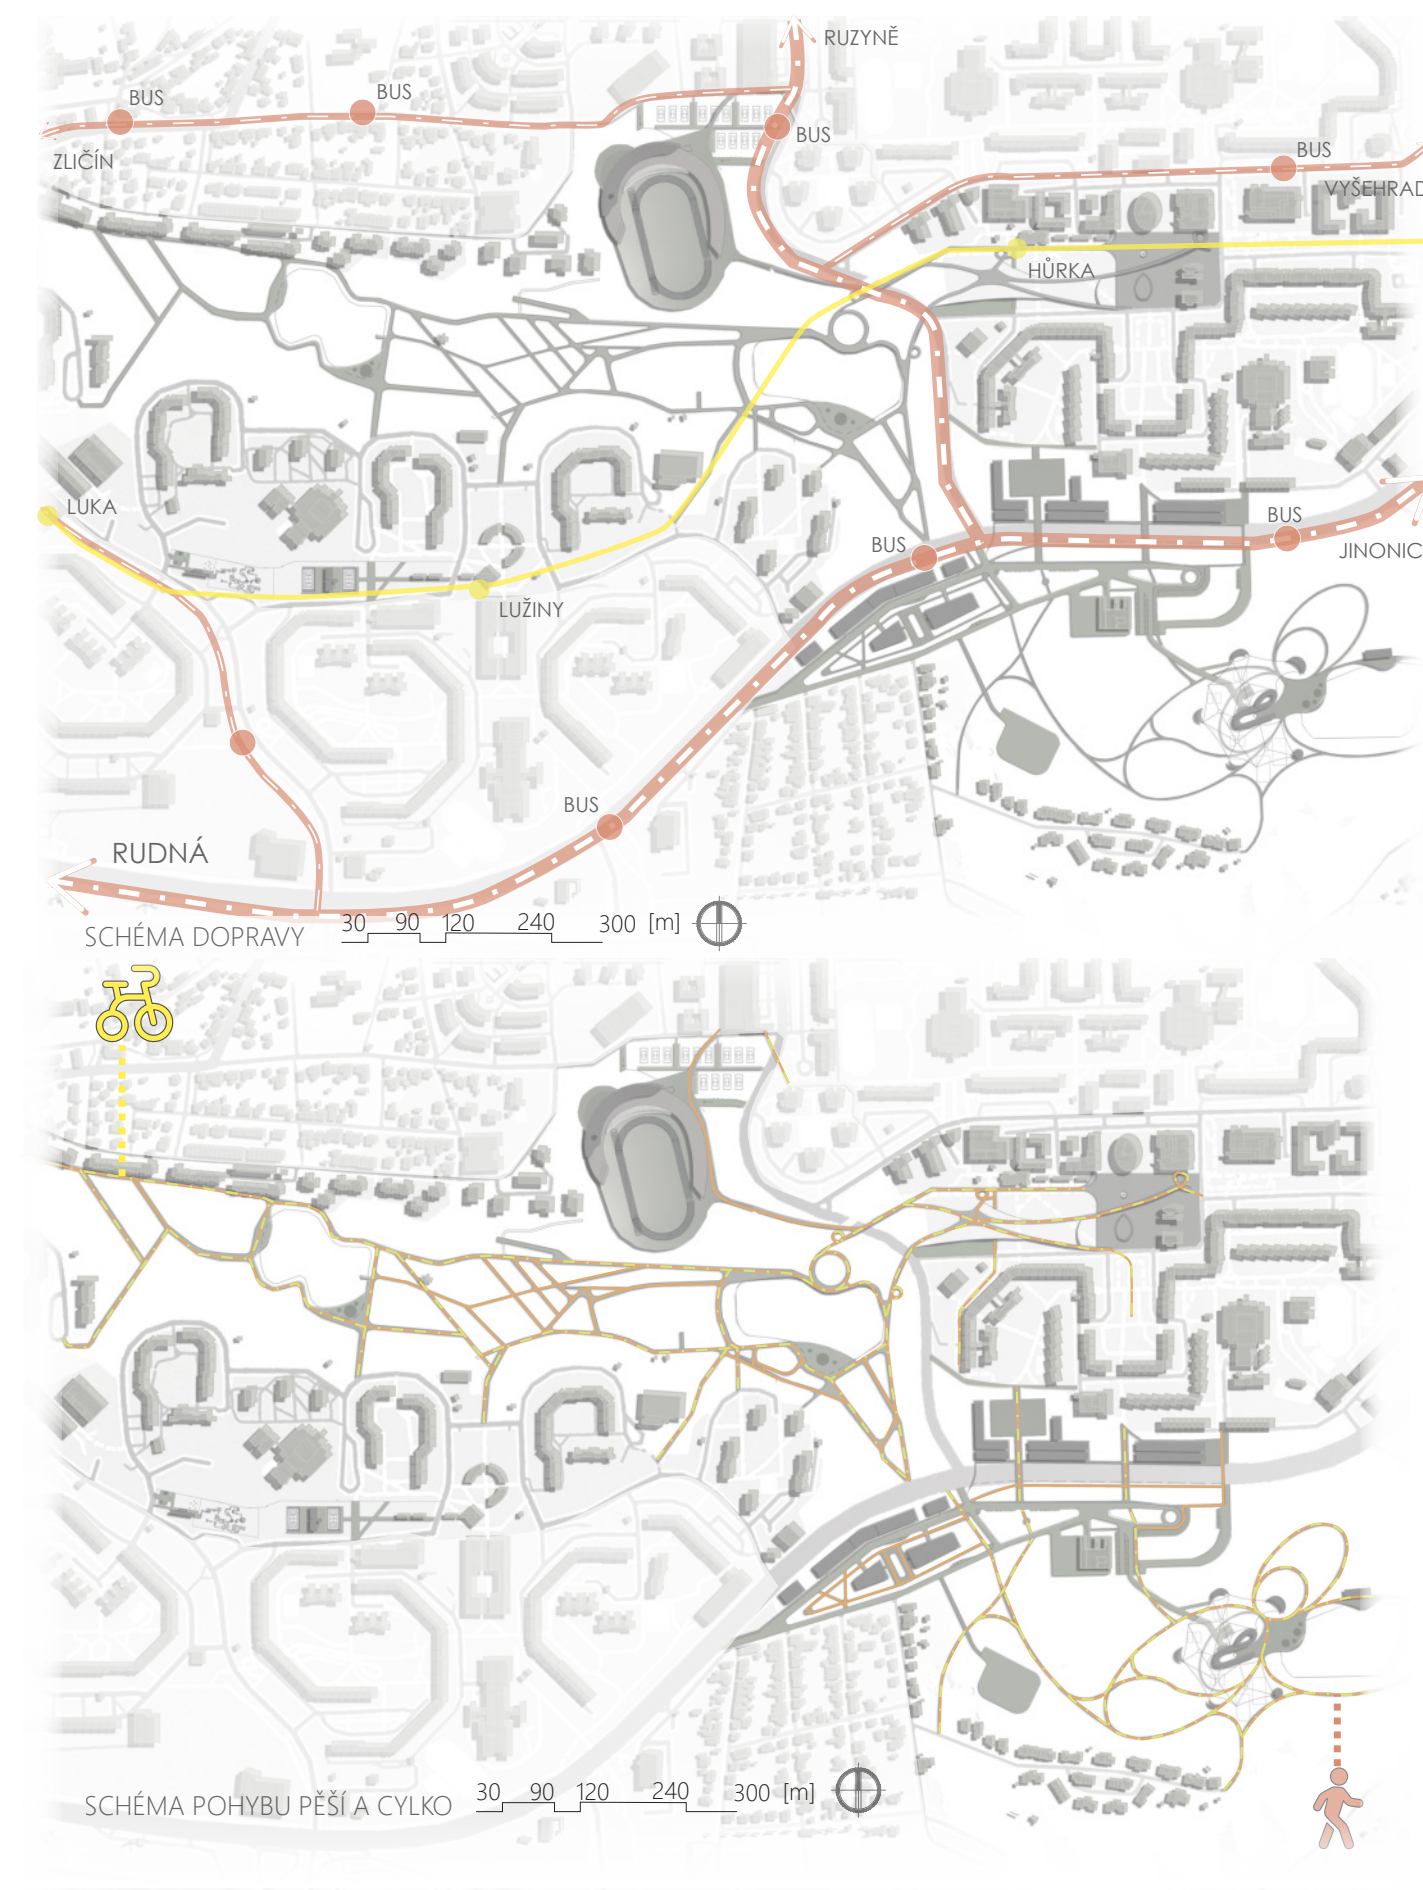 RUZYNĚ
BUS
BUS
BUS
BUS
ZLIČÍN
VYŠEHRAD
HŮRKA
LUKA
BUS
BUS
JINONIC
LUŽINY
BUS
RUDNÁ
SCHÉMA DOPRAVY
30 90 120 240 300 [m]
SCHÉMA POHYBU PĚŠÍ A CYLKO
30 90 120 240 300 [m]